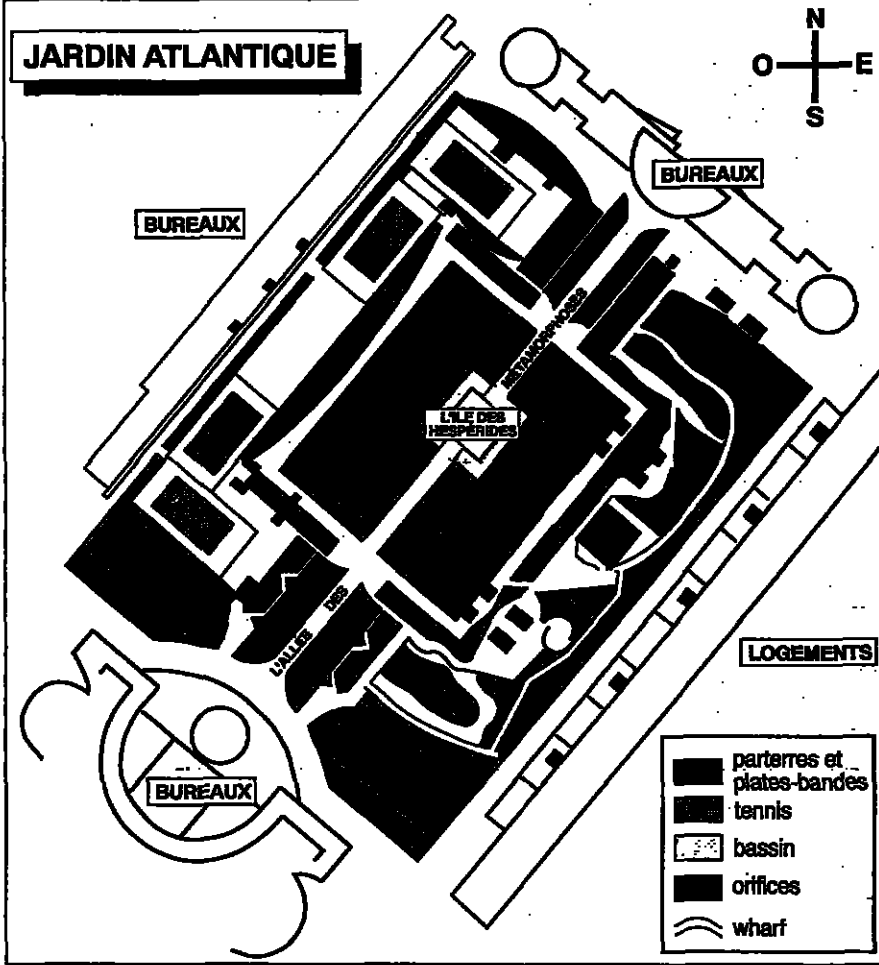 JARDIN ATLANTIQUE
N
O
E
S
BUREAUX
BUREAUX
MÉTAMORPHOSES
L'ILE DES
HESPÉRIDES
L'ALLÉE DES
LOGEMENTS
BUREAUX
parterres et
plates-bandes
tennis
bassin
orifices
wharf